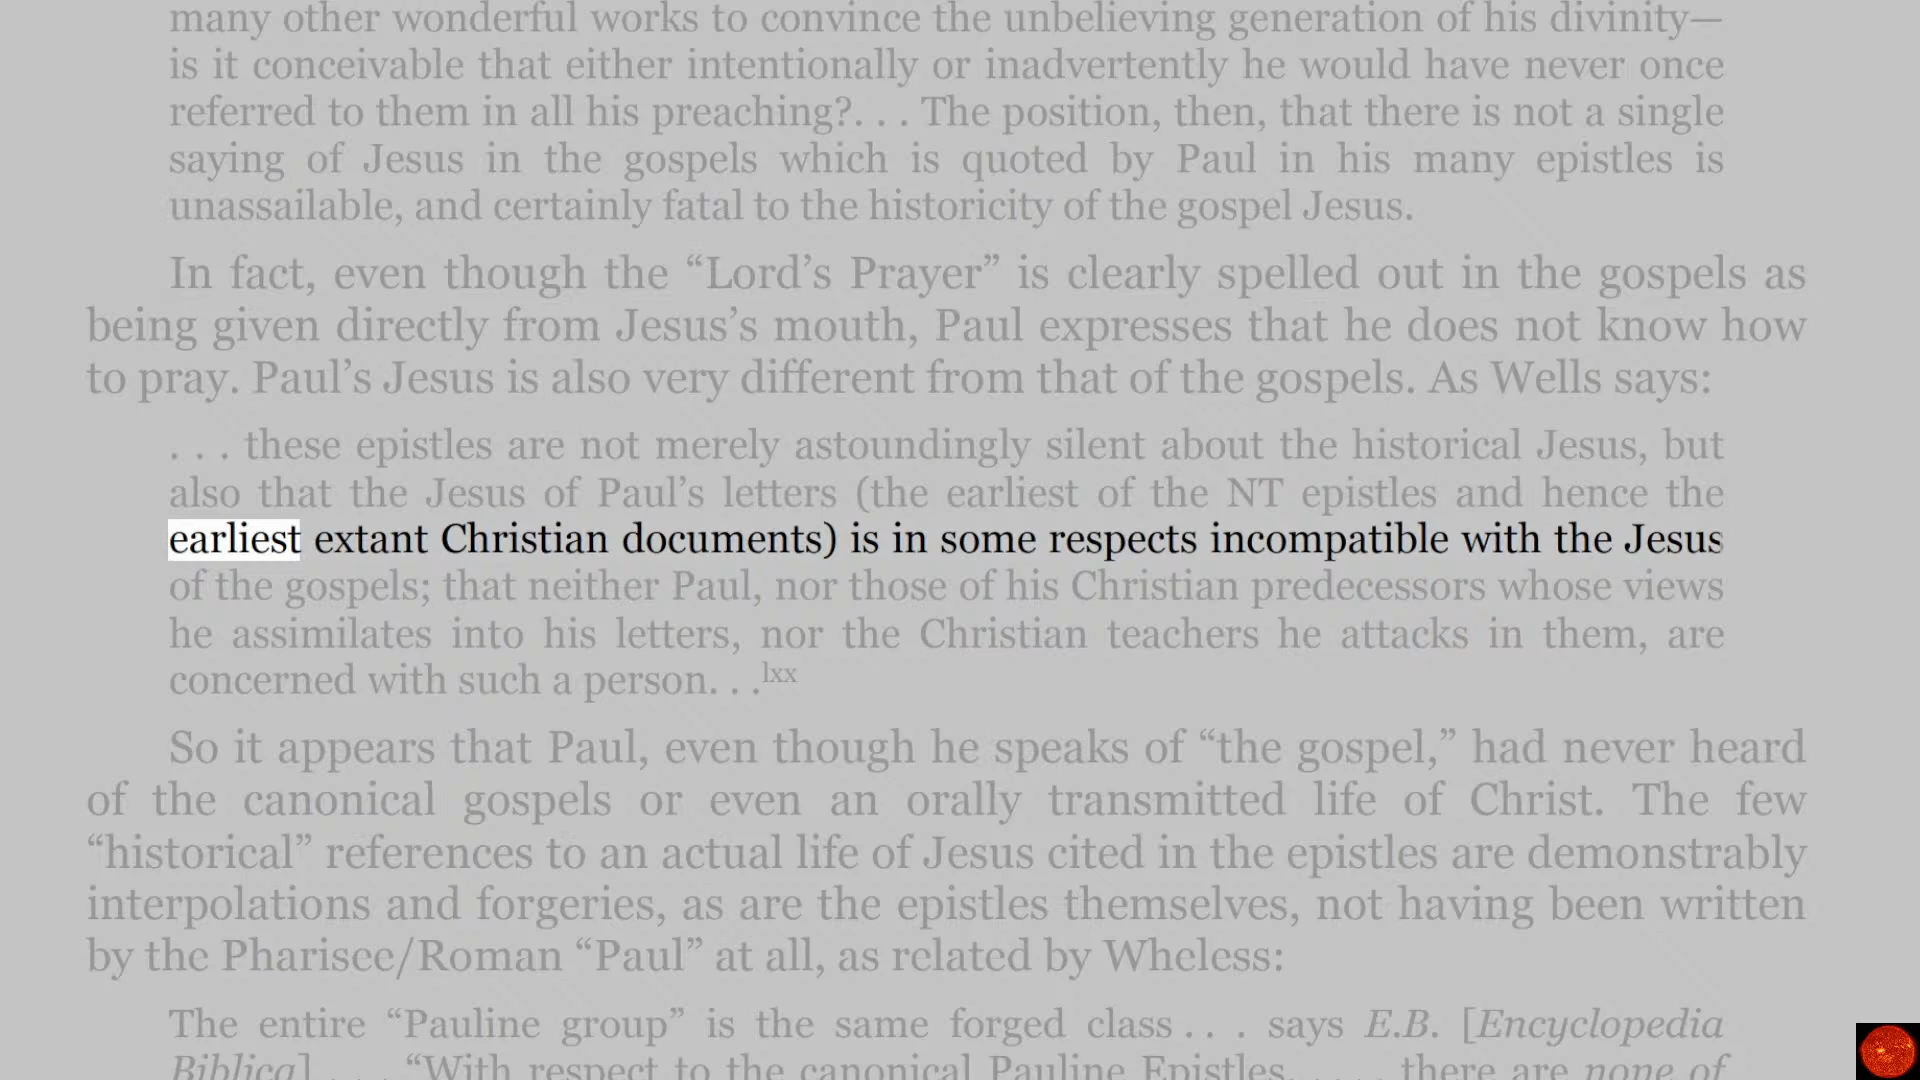 many other wonderful works to convince the unbelieving generation of his divinity—
is it conceivable that either intentionally or inadvertently he would have never once
referred to them in all his preaching?. . . The position, then, that there is not a single
saying of Jesus in the gospels which is quoted by Paul in his many epistles is
unassailable, and certainly fatal to the historicity of the gospel Jesus.
In fact, even though the “Lord’s Prayer” is clearly spelled out in the gospels as
being given directly from Jesus’s mouth, Paul expresses that he does not know how
to pray. Paul’s Jesus is also very different from that of the gospels. As Wells says:
. . . these epistles are not merely astoundingly silent about the historical Jesus, but
also that the Jesus of Paul’s letters (the earliest of the NT epistles and hence the
earliest extant Christian documents) is in some respects incompatible with the Jesus
of the gospels; that neither Paul, nor those of his Christian predecessors whose views
he assimilates into his letters, nor the Christian teachers he attacks in them, are
concerned with such a person. . .lxx
So it appears that Paul, even though he speaks of “the gospel,” had never heard
of the canonical gospels or even an orally transmitted life of Christ. The few
“historical” references to an actual life of Jesus cited in the epistles are demonstrably
interpolations and forgeries, as are the epistles themselves, not having been written
by the Pharisee/Roman “Paul” at all, as related by Wheless:
The entire “Pauline group” is the same forged class . . . says E.B. [Encyclopedia
Biblica] . . . “With respect to the canonical Pauline Epistles, . . . . there are none of